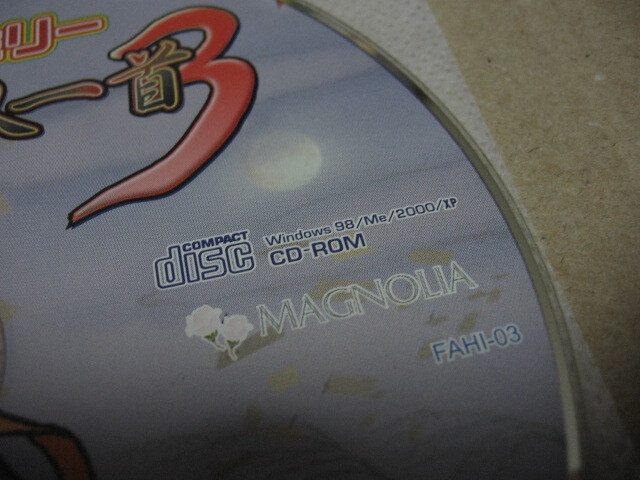 リー
一首3
COMPACT
disc
Windows 98/Me/2000/XP
CD-ROM
MAGNOLIA
FAHI-03